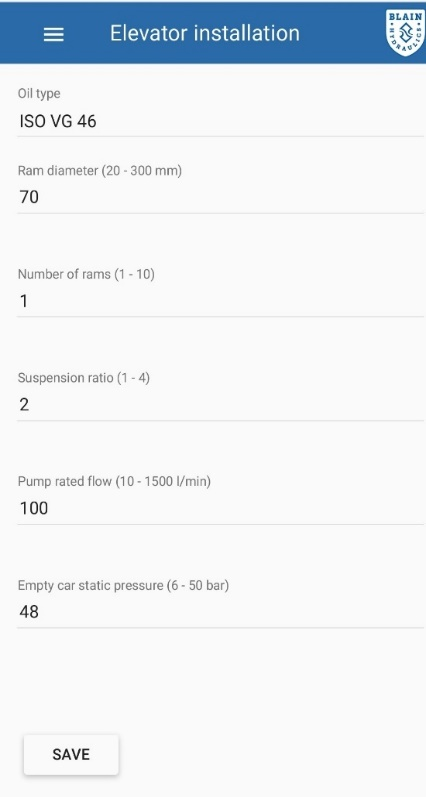 Elevator installation
BLAIN
HYDRAULICS
Oil type
ISO VG 46
Ram diameter (20 - 300 mm)
70
Number of rams (1 - 10)
1
Suspension ratio (1 - 4)
2
Pump rated flow (10 - 1500 l/min)
100
Empty car static pressure (6 - 50 bar)
48
SAVE